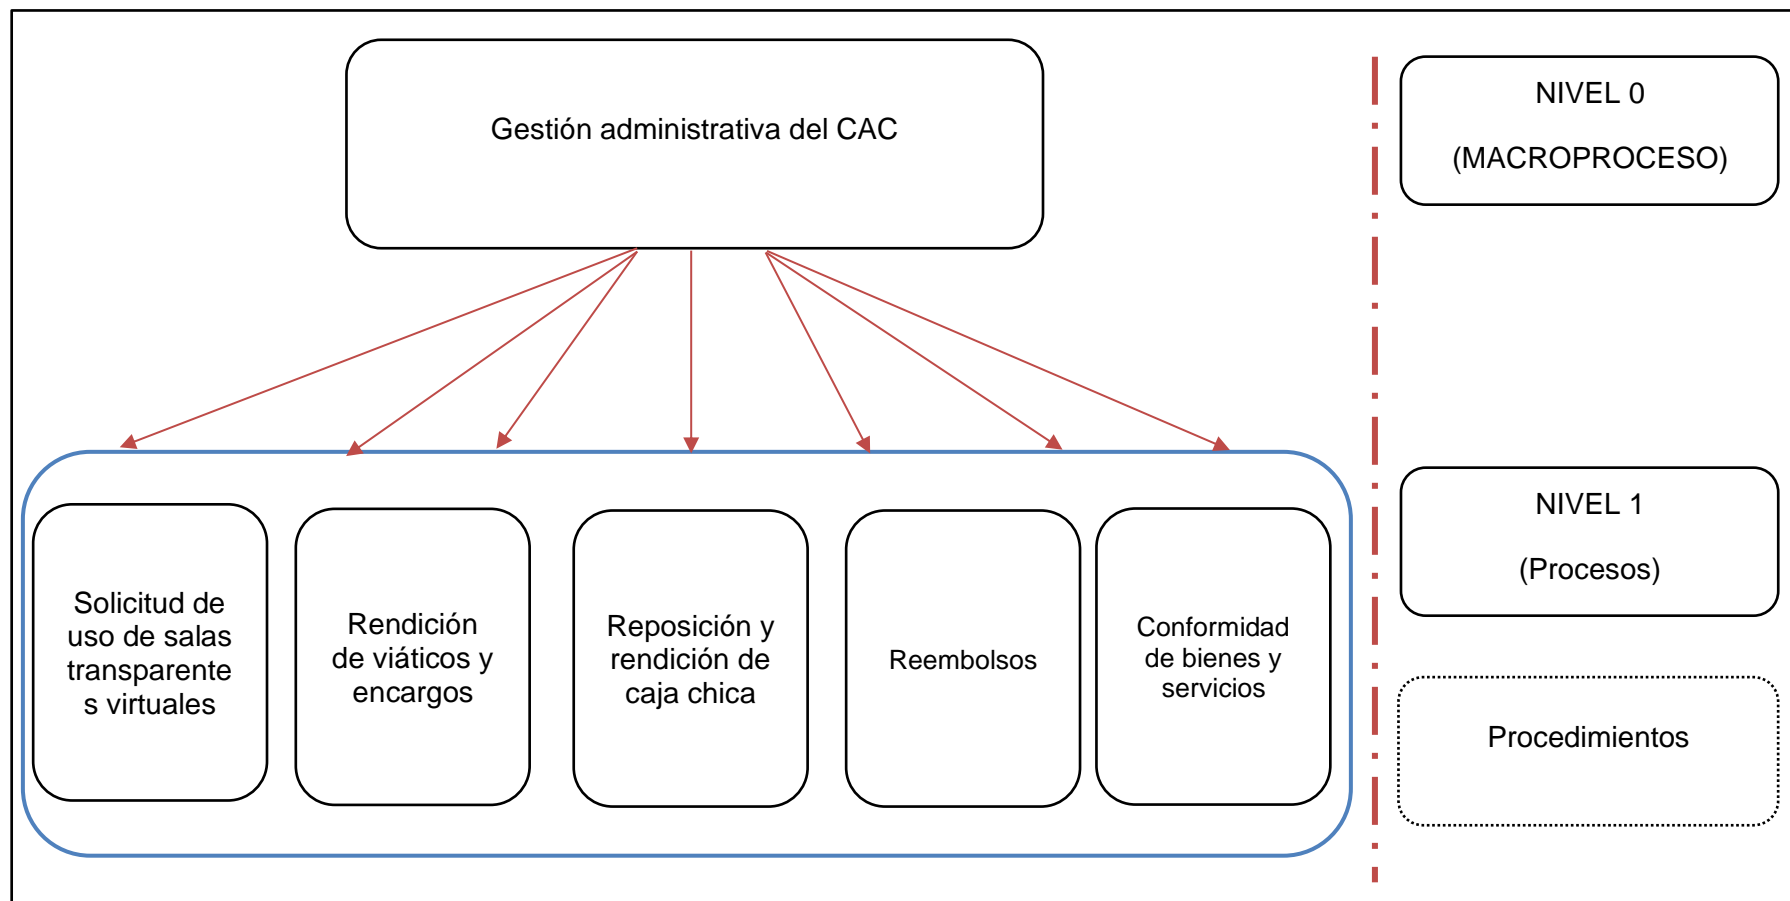 Gestión administrativa del CAC
NIVEL 0
(MACROPROCESO)
Solicitud de
uso de salas
transparente
s virtuales
Rendición
de viáticos y
encargos
Reposición y
rendición de
caja chica
Reembolsos
Conformidad
de bienes y
servicios
NIVEL 1
(Procesos)
Procedimientos